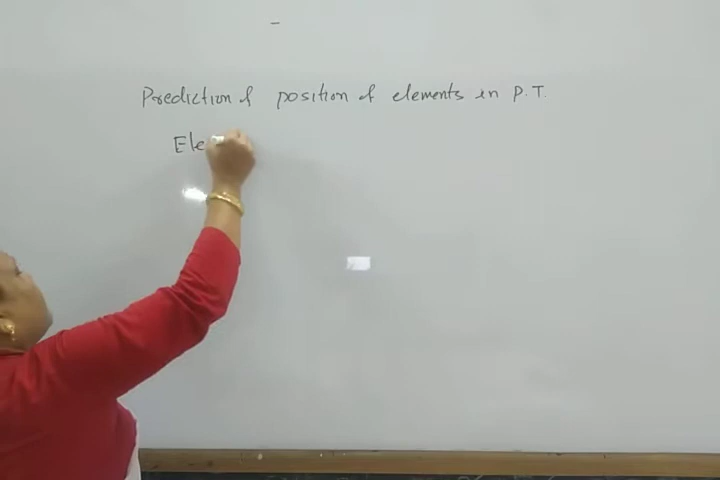 Prediction of position of elements in P.T.
Ele